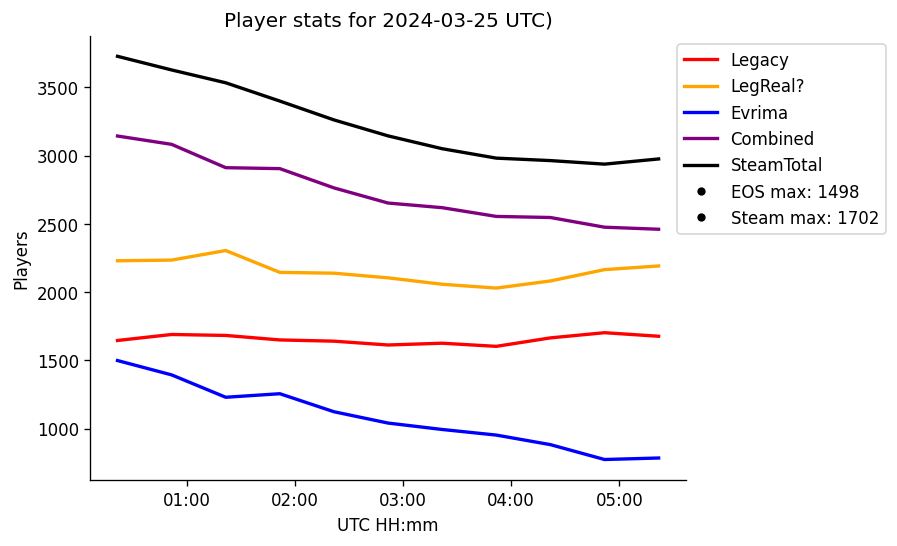 Player stats for 2024-03-25 UTC)
Legacy
LegReal?
Evrima
Combined
SteamTotal
EOS max: 1498
Steam max: 1702
Players
3500
3000
2500
2000
1500
1000
01:00 02:00 03:00 04:00 05:00
UTC HH:mm